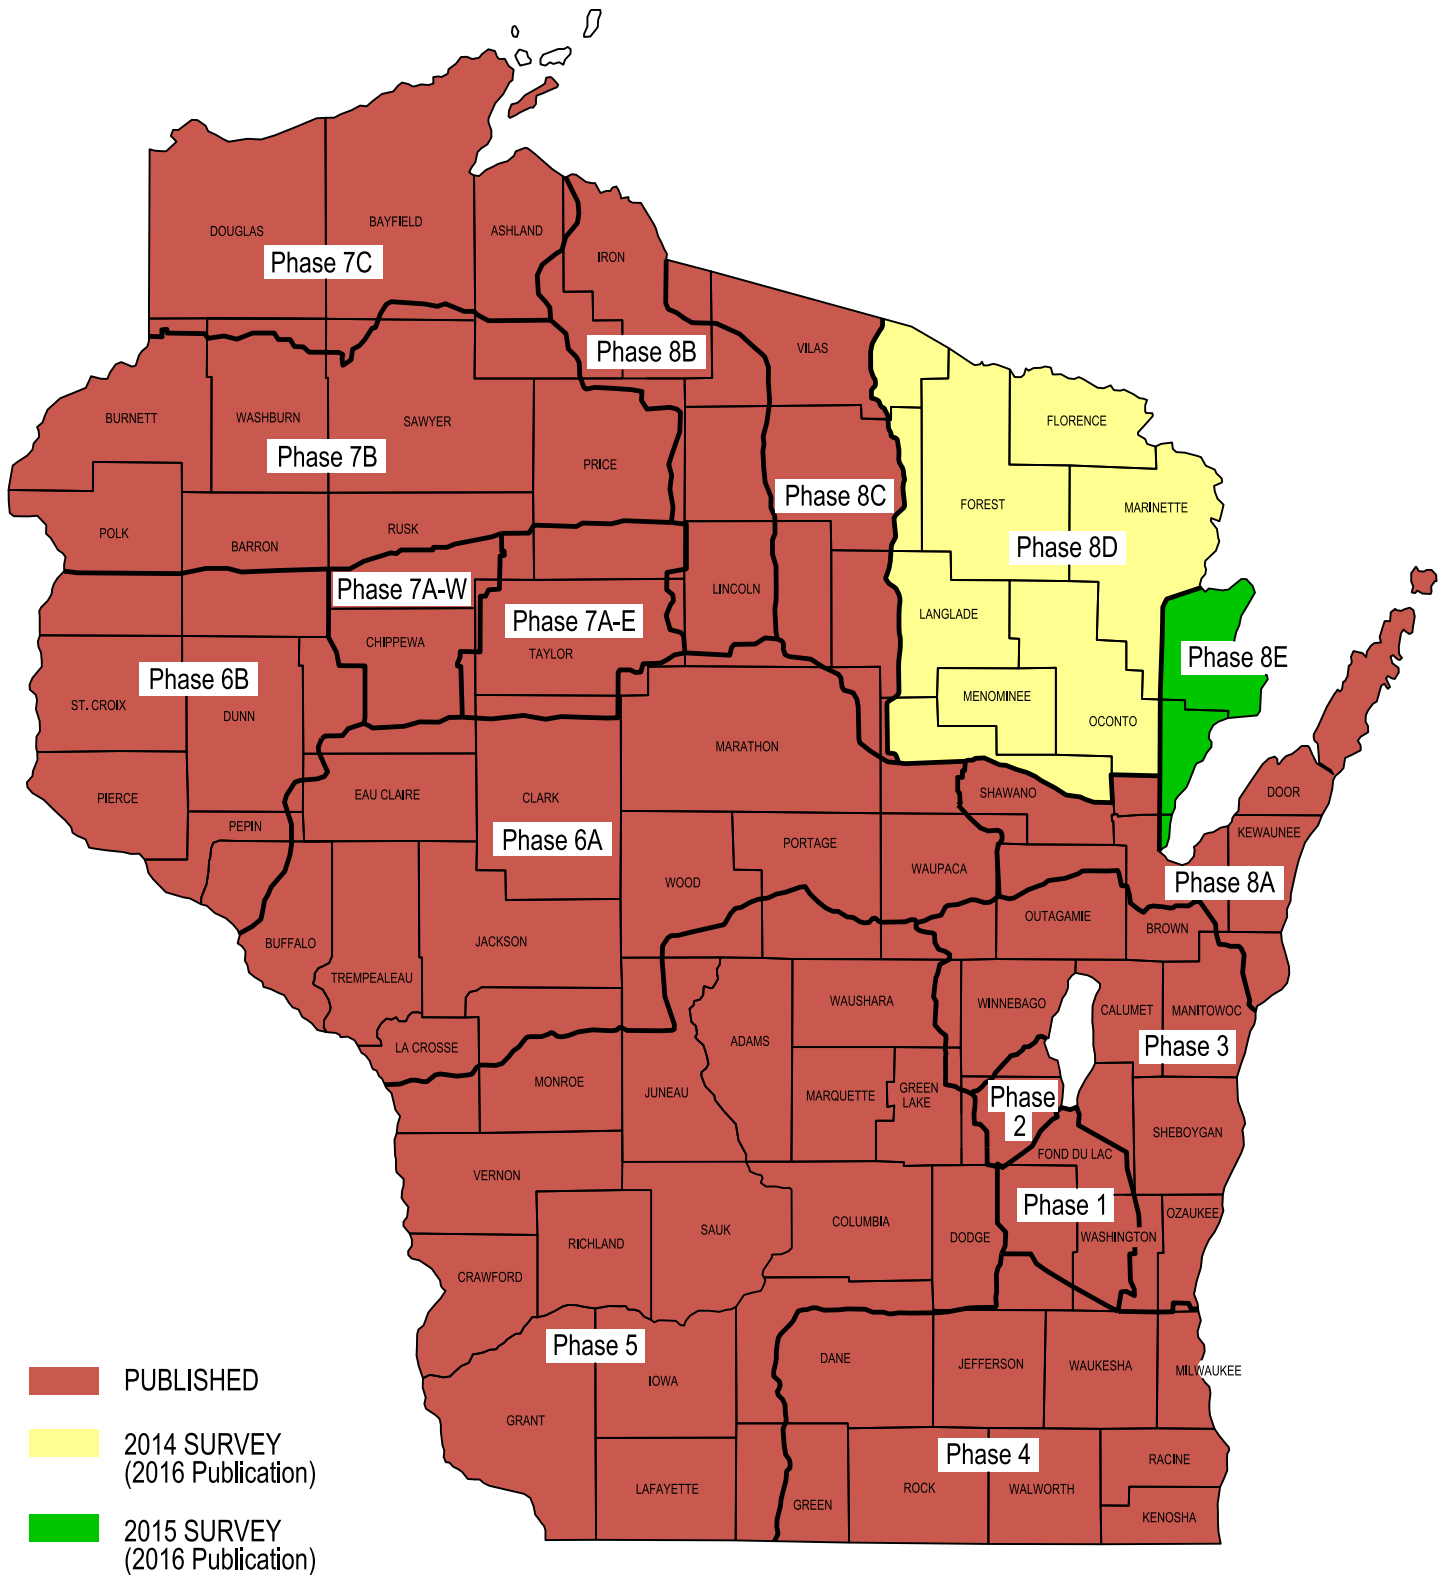 BAYFIELD
DOUGLAS
ASHLAND
IRON
Phase 7C
VILAS
Phase 8B
BURNETT
WASHBURN
SAWYER
FLORENCE
Phase 7B
PRICE
Phase 8C
FOREST
MARINETTE
POLK
BARRON
RUSK
Phase 8D
Phase 7A-W
LINCOLN
Phase 7A-E
LANGLADE
CHIPPEWA
TAYLOR
Phase 8E
Phase 6B
ST. CROIX
DUNN
MENOMINEE
OCONTO
MARATHON
PIERCE
EAU CLAIRE
CLARK
SHAWANO
DOOR
PEPIN
Phase 6A
PORTAGE
KEWAUNEE
WOOD
WAUPACA
Phase 8A
OUTAGAMIE
BROWN
BUFFALO
JACKSON
TREMPEALEAU
WAUSHARA
WINNEBAGO
CALUMET
MANITOWOC
LA CROSSE
ADAMS
Phase 3
MONROE
JUNEAU
MARQUETTE
GREEN
LAKE
Phase
2
SHEBOYGAN
FOND DU LAC
VERNON
Phase 1
OZAUKEE
RICHLAND
SAUK
COLUMBIA
DODGE
WASHINGTON
CRAWFORD
Phase 5
DANE
JEFFERSON
WAUKESHA
MILWAUKEE
IOWA
GRANT
Phase 4
RACINE
LAFAYETTE
GREEN
ROCK
WALWORTH
KENOSHA
PUBLISHED
2014 SURVEY
(2016 Publication)
2015 SURVEY
(2016 Publication)